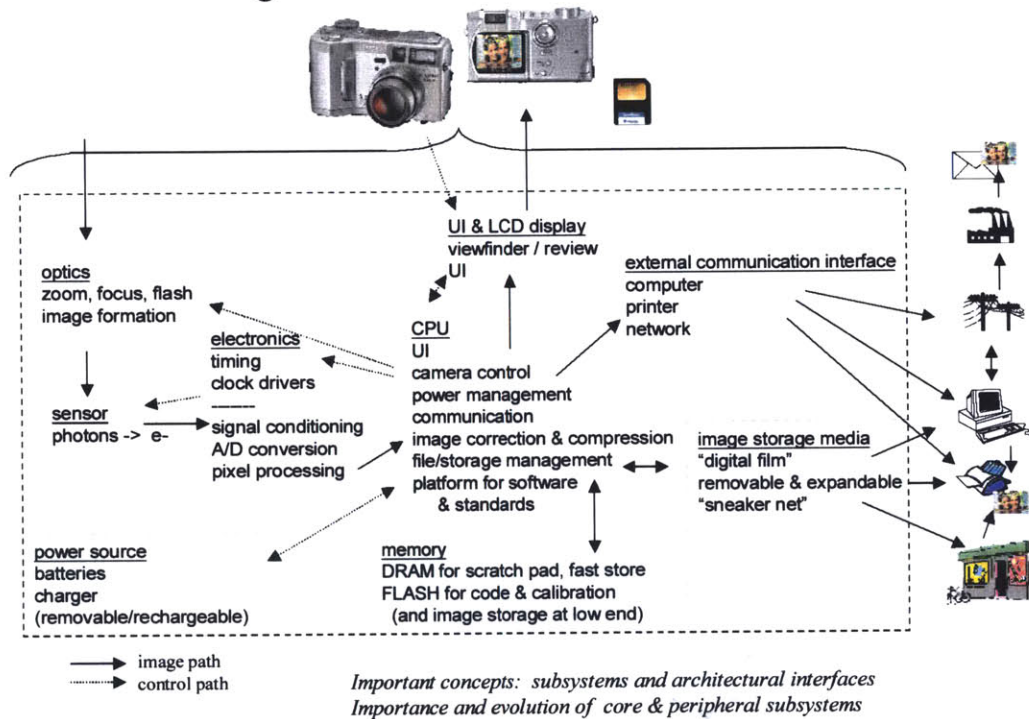 UI & LCD display
viewfinder / review
UI
optics
zoom, focus, flash
image formation
external communication interface
computer
printer
network
electronics
timing
clock drivers
-------
signal conditioning
A/D conversion
pixel processing
CPU
UI
camera control
power management
communication
image correction & compression
file/storage management
platform for software
& standards
sensor
photons -> e-
image storage media
"digital film"
removable & expandable
"sneaker net"
power source
batteries
charger
(removable/rechargeable)
memory
DRAM for scratch pad, fast store
FLASH for code & calibration
(and image storage at low end)
image path
control path
Important concepts: subsystems and architectural interfaces
Importance and evolution of core & peripheral subsystems